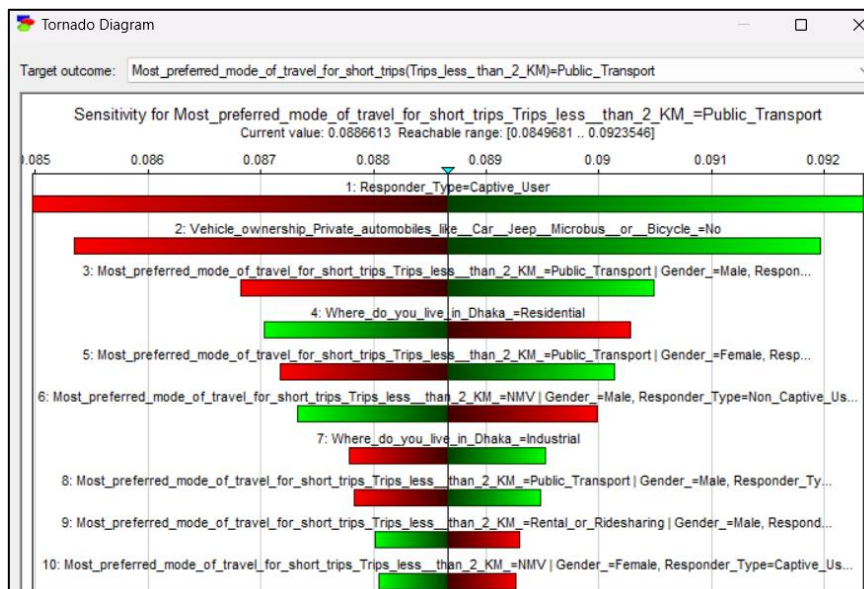 Tornado Diagram
Target outcome: Most_preferred_mode_of_travel_for_short_trips(Trips_less_than_2_KM)=Public_Transport
Sensitivity for Most_preferred_mode_of_travel_for_short_trips_Trips_less__than_2_KM_=Public_Transport
Current value: 0.0886613 Reachable range: [0.0849681 .. 0.0923546]
0.085 0.086 0.087 0.088 0.089 0.09 0.091 0.092
1: Responder_Type=Captive_User
2: Vehicle_ownership_Private_automobiles_like__Car__Jeep__Microbus__or__Bicycle_=No
3: Most_preferred_mode_of_travel_for_short_trips_Trips_less__than_2_KM_=Public_Transport | Gender_=Male, Respon...
4: Where_do_you_live_in_Dhaka_=Residential
5: Most_preferred_mode_of_travel_for_short_trips_Trips_less__than_2_KM_=Public_Transport | Gender_=Female, Resp...
6: Most_preferred_mode_of_travel_for_short_trips_Trips_less__than_2_KM_=NMV | Gender_=Male, Responder_Type=Non_Captive_Us...
7: Where_do_you_live_in_Dhaka_=Industrial
8: Most_preferred_mode_of_travel_for_short_trips_Trips_less__than_2_KM_=Public_Transport | Gender_=Male, Responder_Ty...
9: Most_preferred_mode_of_travel_for_short_trips_Trips_less__than_2_KM_=Rental_or_Ridesharing | Gender_=Male, Respond...
10: Most_preferred_mode_of_travel_for_short_trips_Trips_less__than_2_KM_=NMV | Gender_=Female, Responder_Type=Captive_Us...